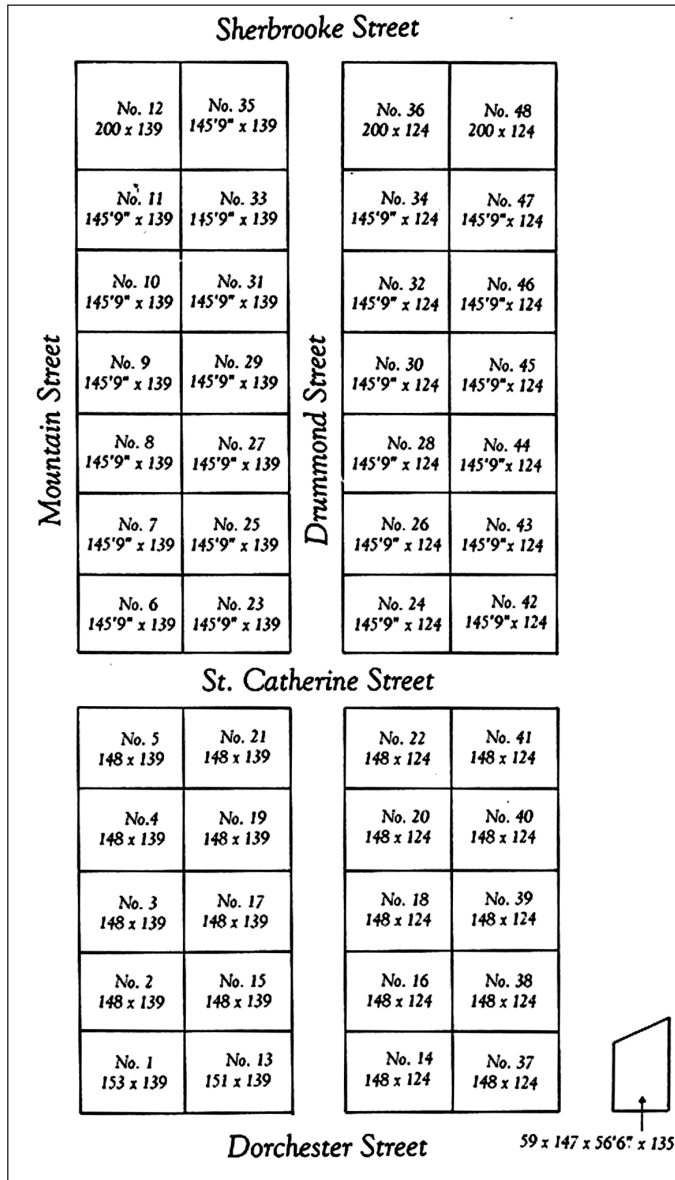 Sherbrooke Street
No. 12
200 x 139
No. 35
145'9" x 139
No. 36
200 x 124
No. 48
200 x 124
No. 11
145'9" x 139
No. 33
145'9" x 139
No. 34
145'9" x 124
No. 47
145'9" x 124
No. 10
145'9" x 139
No. 31
145'9" x 139
No. 32
145'9" x 124
No. 46
145'9" x 124
No. 9
145'9" x 139
No. 29
145'9" x 139
No. 30
145'9" x 124
No. 45
145'9" x 124
No. 8
145'9" x 139
No. 27
145'9" x 139
No. 28
145'9" x 124
No. 44
145'9" x 124
No. 7
145'9" x 139
No. 25
145'9" x 139
No. 26
145'9" x 124
No. 43
145'9" x 124
No. 6
145'9" x 139
No. 23
145'9" x 139
No. 24
145'9" x 124
No. 42
145'9" x 124
Mountain Street
Drummond Street
St. Catherine Street
No. 5
148 x 139
No. 21
148 x 139
No. 22
148 x 124
No. 41
148 x 124
No.4
148 x 139
No. 19
148 x 139
No. 20
148 x 124
No. 40
148 x 124
No. 3
148 x 139
No. 17
148 x 139
No. 18
148 x 124
No. 39
148 x 124
No. 2
148 x 139
No. 15
148 x 139
No. 16
148 x 124
No. 38
148 x 124
No. 1
153 x 139
No. 13
151 x 139
No. 14
148 x 124
No. 37
148 x 124
Dorchester Street
59 x 147 x 56'6" x 135